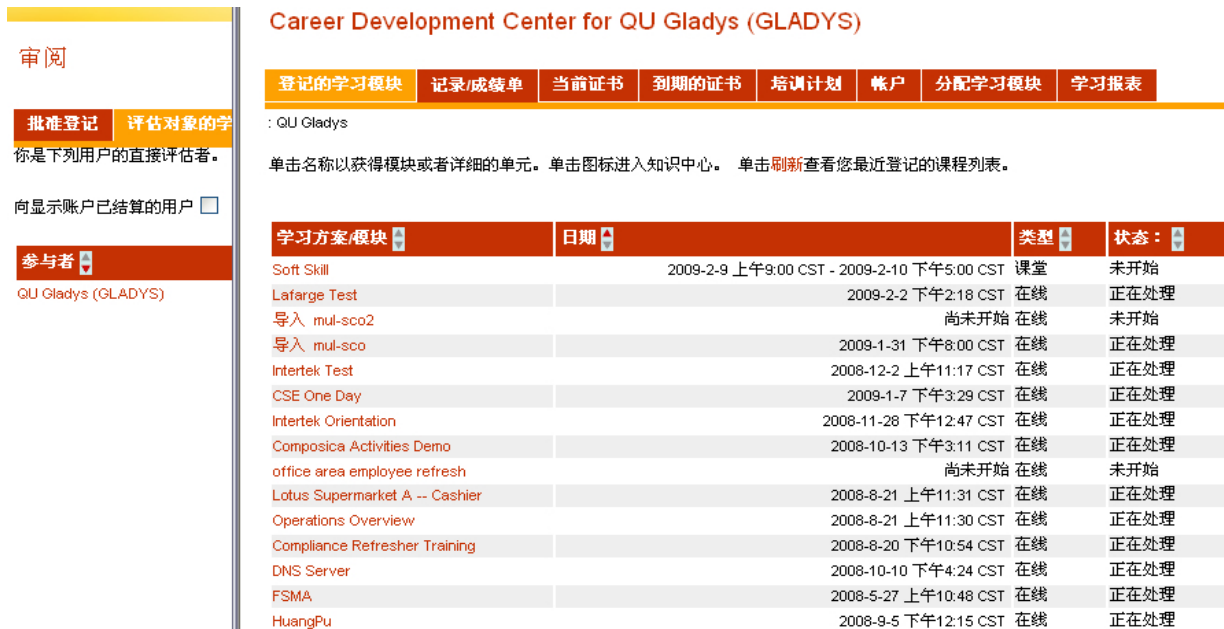 审阅
批准登记 评估对象的学
你是下列用户的直接评估者。
向显示账户已结算的用户
参与者
QU Gladys (GLADYS)
Career Development Center for QU Gladys (GLADYS)
登记的学习模块 记录/成绩单 当前证书 到期的证书 培训计划 帐户 分配学习模块 学习报表
: QU Gladys
单击名称以获得模块或者详细的单元。单击图标进入知识中心。 单击刷新查看您最近登记的课程列表。
学习方案/模块 日期 类型 状态：
Soft Skill 2009-2-9 上午9:00 CST - 2009-2-10 下午5:00 CST 课堂 未开始
Lafarge Test 2009-2-2 下午2:18 CST 在线 正在处理
导入 mul-sco2 尚未开始 在线 未开始
导入 mul-sco 2009-1-31 下午8:00 CST 在线 正在处理
Intertek Test 2008-12-2 上午11:17 CST 在线 正在处理
CSE One Day 2009-1-7 下午3:29 CST 在线 正在处理
Intertek Orientation 2008-11-28 下午12:47 CST 在线 正在处理
Composica Activities Demo 2008-10-13 下午3:11 CST 在线 正在处理
office area employee refresh 尚未开始 在线 未开始
Lotus Supermarket A -- Cashier 2008-8-21 上午11:31 CST 在线 正在处理
Operations Overview 2008-8-21 上午11:30 CST 在线 正在处理
Compliance Refresher Training 2008-8-20 下午10:54 CST 在线 正在处理
DNS Server 2008-10-10 下午4:24 CST 在线 正在处理
FSMA 2008-5-27 上午10:48 CST 在线 正在处理
HuangPu 2008-9-5 下午12:15 CST 在线 正在处理